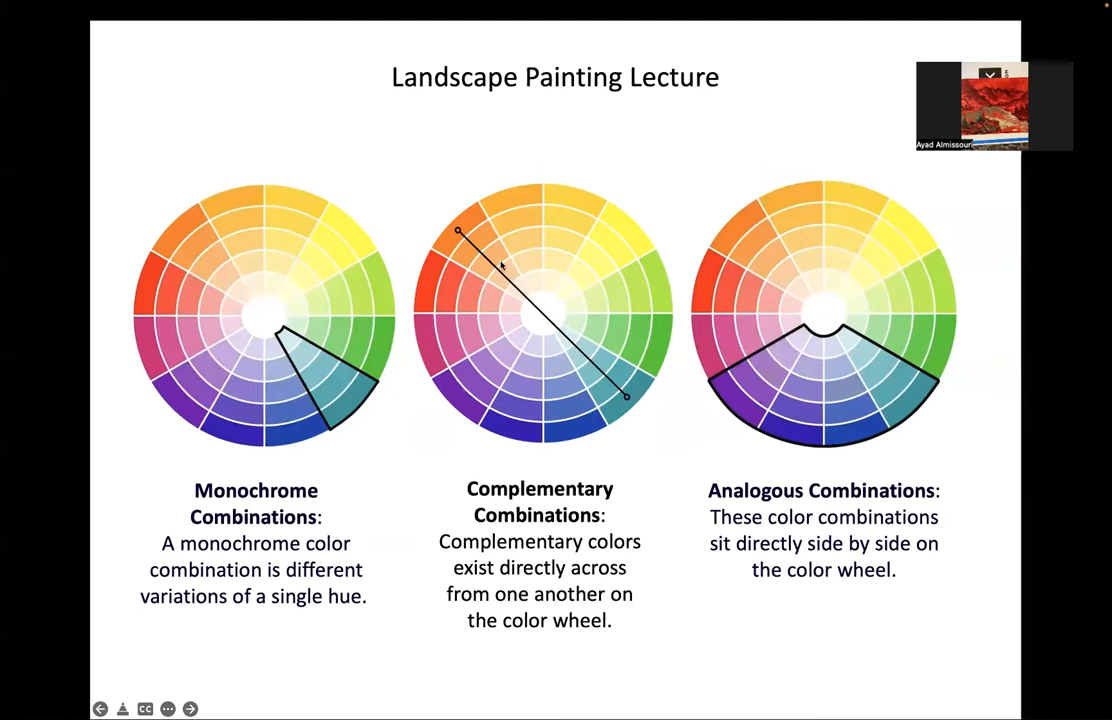 Landscape Painting Lecture
Ayad Almissouri
Monochrome
Combinations:
A monochrome color
combination is different
variations of a single hue.
Complementary
Combinations:
Complementary colors
exist directly across
from one another on
the color wheel.
Analogous Combinations:
These color combinations
sit directly side by side on
the color wheel.
CC